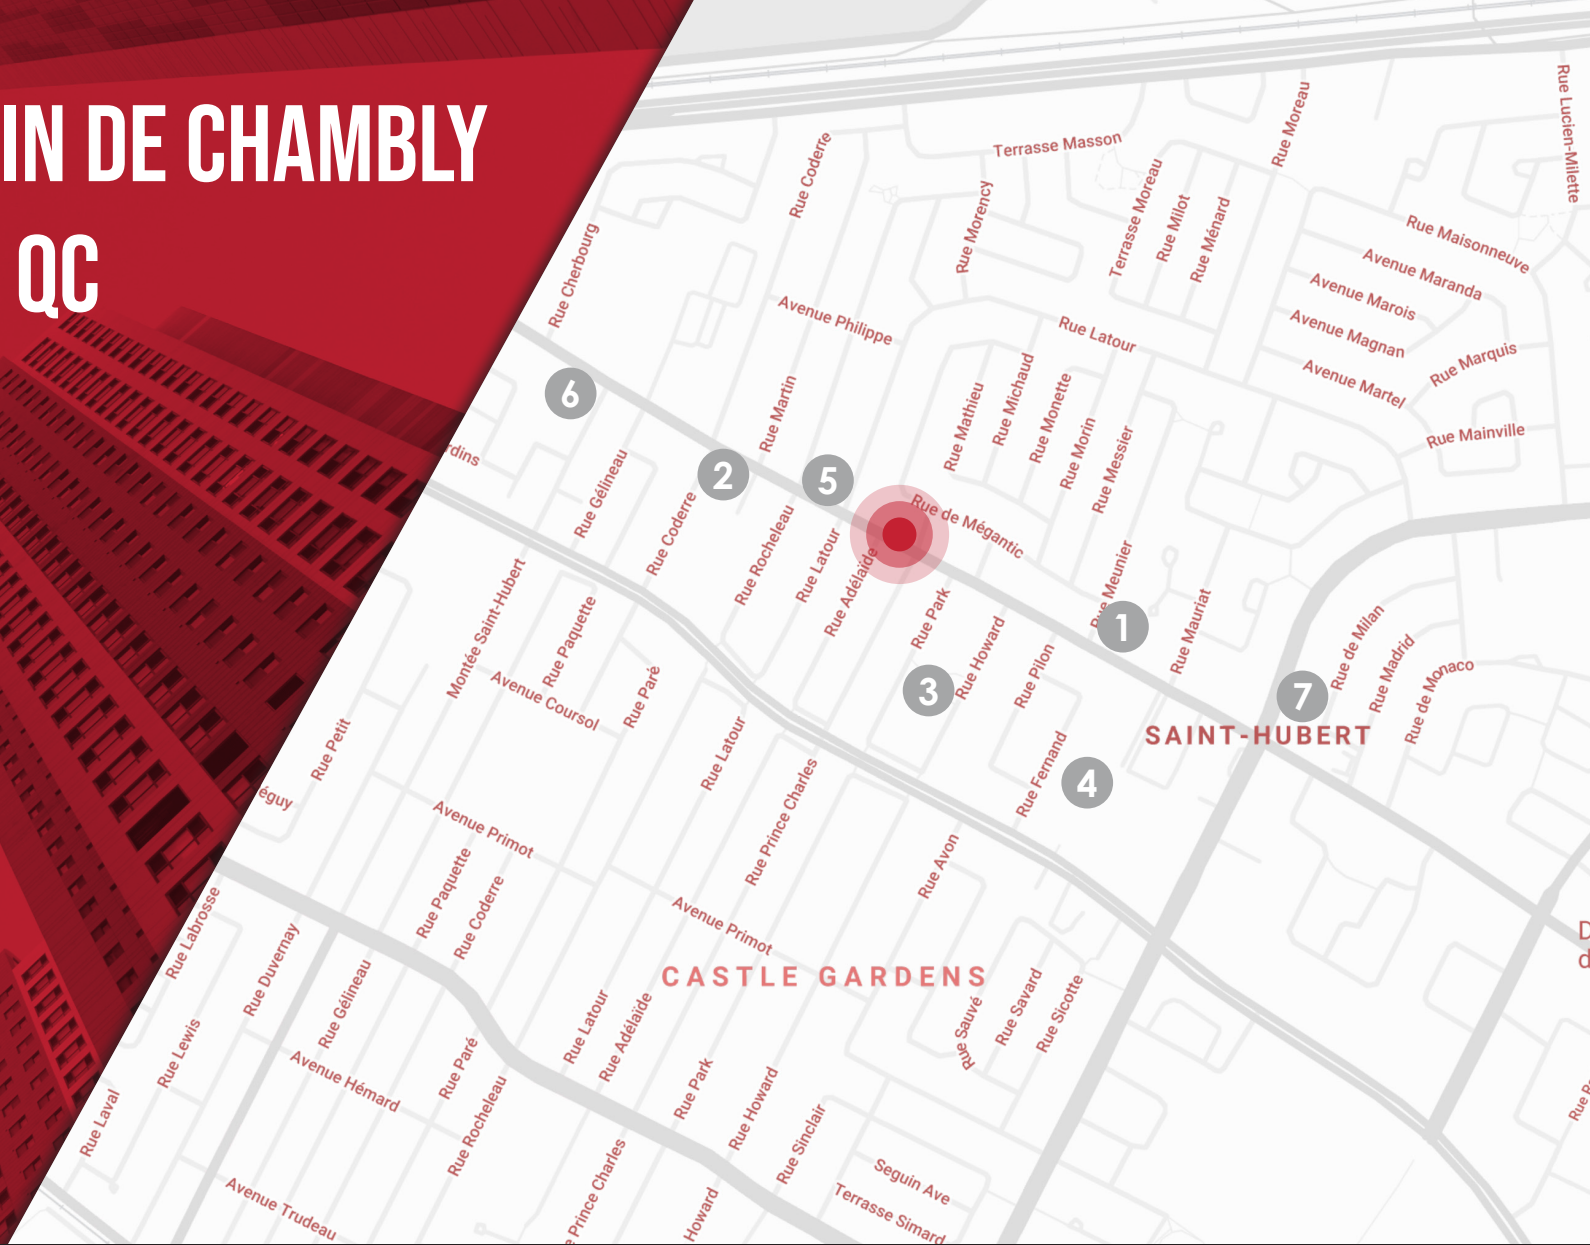 IN DE CHAMBLY
QC
Rue Lucien-Milette
Rue Moreau
Terrasse Masson
Rue Coderre
Terrasse Moreau
Rue Milot
Rue Ménard
Rue Morency
Rue Maisonneuve
Avenue Maranda
Avenue Marois
Avenue Magnan
Avenue Martel
Rue Marquis
Rue Mainville
Rue Cherbourg
Avenue Philippe
Rue Latour
Rue Martin
Rue Mathieu
Rue Michaud
Rue Monette
Rue Morin
Rue Messier
6
2
5
rdins
Rue Gélineau
Rue Coderre
Rue Rocheleau
Rue Latour
Rue Adélaïde
Rue de Mégantic
Rue Meunier
1
Rue Mauriat
Rue Park
Rue Howard
Rue Pilon
3
7
Rue de Milan
Rue Madrid
Rue de Monaco
SAINT-HUBERT
Montée Saint-Hubert
Rue Paquette
Avenue Coursol
Rue Paré
Rue Petit
Rue Latour
Rue Prince Charles
Rue Fernand
4
éguy
Avenue Primot
Rue Paquette
Rue Coderre
Rue Avon
Avenue Primot
CASTLE GARDENS
Rue Labrosse
Rue Duvernay
Rue Gélineau
Rue Lewis
Avenue Hémard
Rue Paré
Rue Rocheleau
Rue Latour
Rue Adélaïde
Rue Sauvé
Rue Savard
Rue Sicotte
Rue Park
Rue Howard
Rue Sinclair
Rue Laval
Avenue Trudeau
e Prince Charles
Howard
Seguin Ave
Terrasse Simard